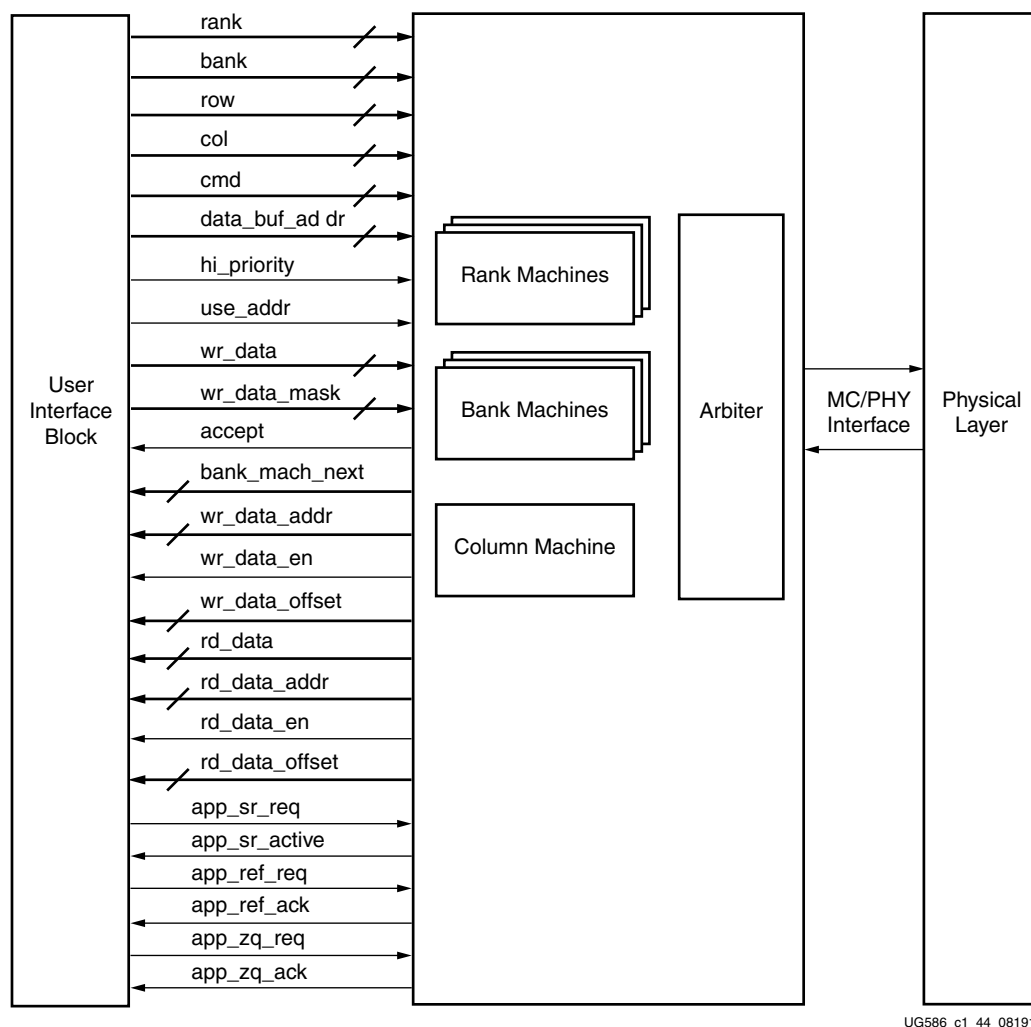 rank
bank
row
col
cmd
data_buf_ad dr
hi_priority
use_addr
wr_data
wr_data_mask
accept
bank_mach_next
wr_data_addr
wr_data_en
wr_data_offset
rd_data
rd_data_addr
rd_data_en
rd_data_offset
app_sr_req
app_sr_active
app_ref_req
app_ref_ack
app_zq_req
app_zq_ack
User
Interface
Block
Rank Machines
Bank Machines
Column Machine
Arbiter
MC/PHY
Interface
Physical
Layer
UG586_c1_44_08191